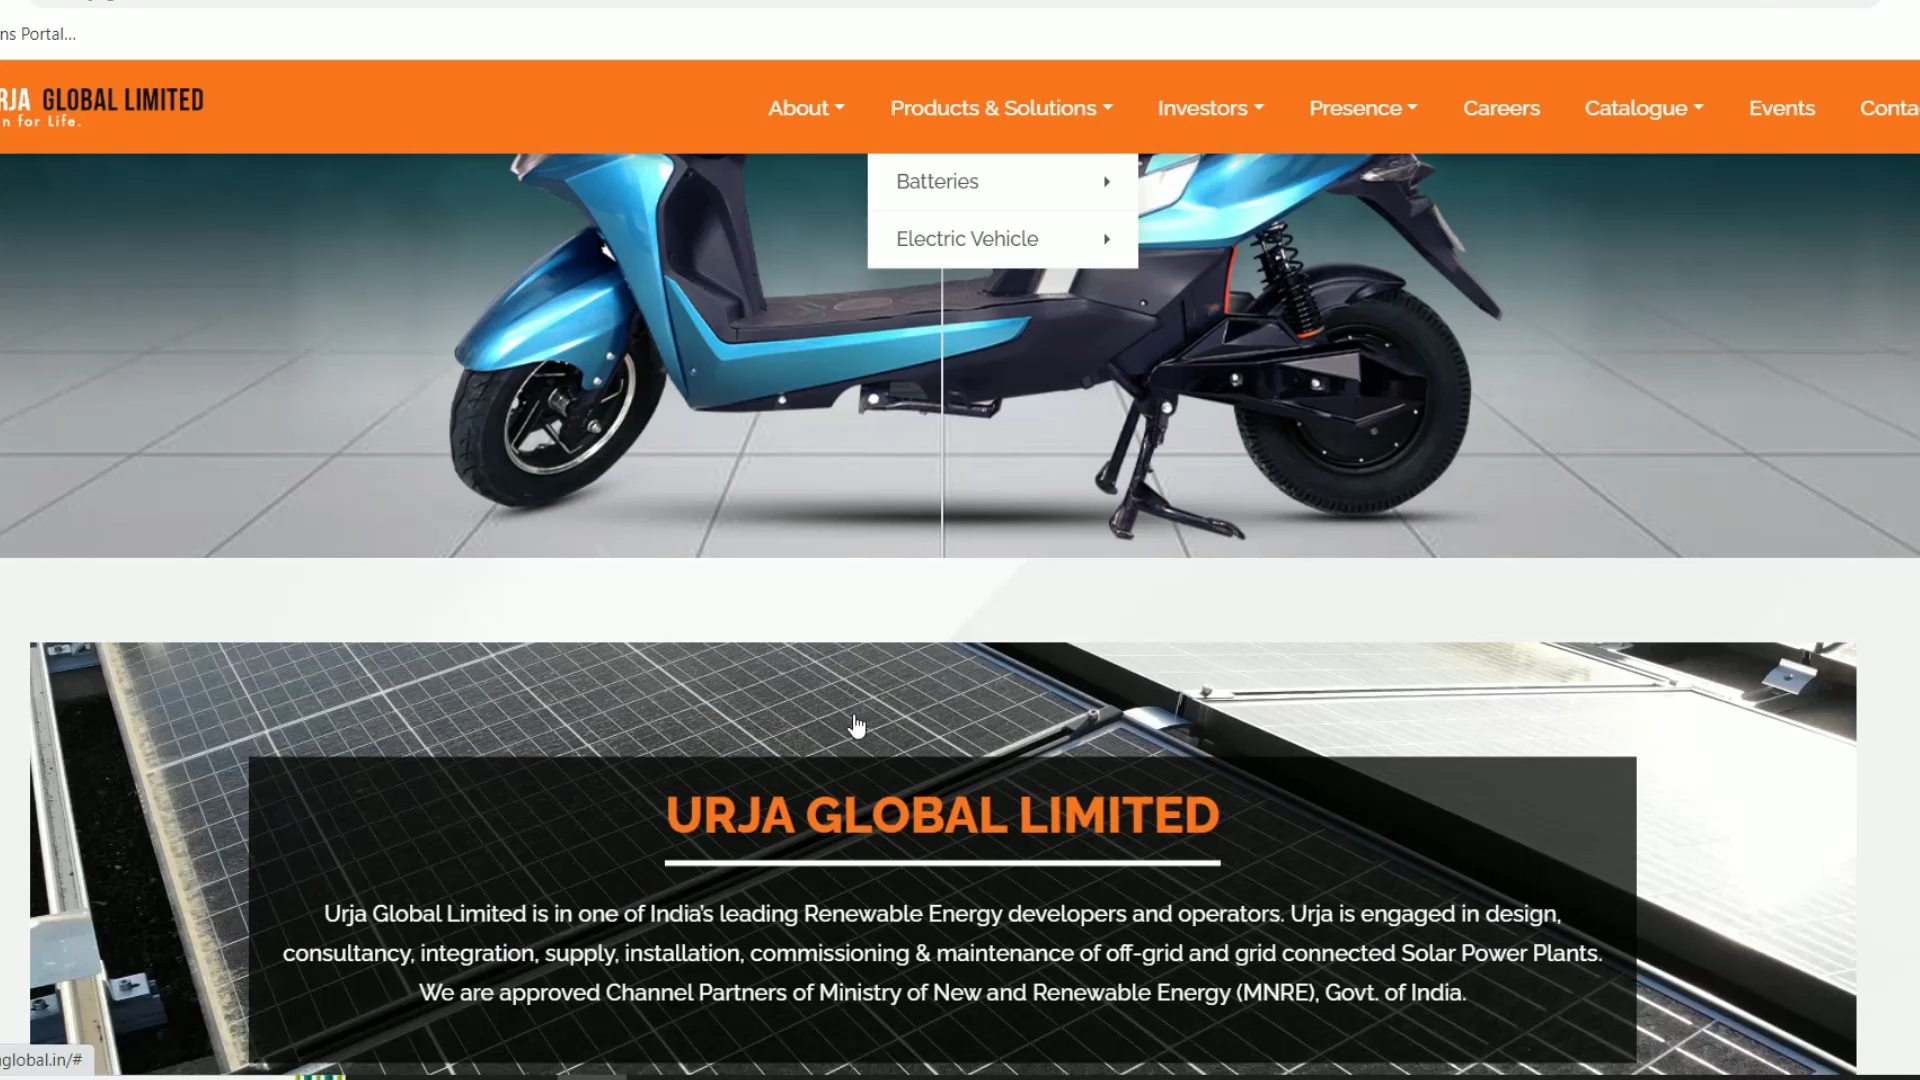 ns Portal...
RJA GLOBAL LIMITED
n for Life.
About
Products & Solutions
Investors
Presence
Careers
Catalogue
Events
Conta
Batteries
Electric Vehicle
URJA GLOBAL LIMITED
Urja Global Limited is in one of India's leading Renewable Energy developers and operators. Urja is engaged in design,
consultancy, integration, supply, installation, commissioning & maintenance of off-grid and grid connected Solar Power Plants.
We are approved Channel Partners of Ministry of New and Renewable Energy (MNRE), Govt. of India.
global.in/#